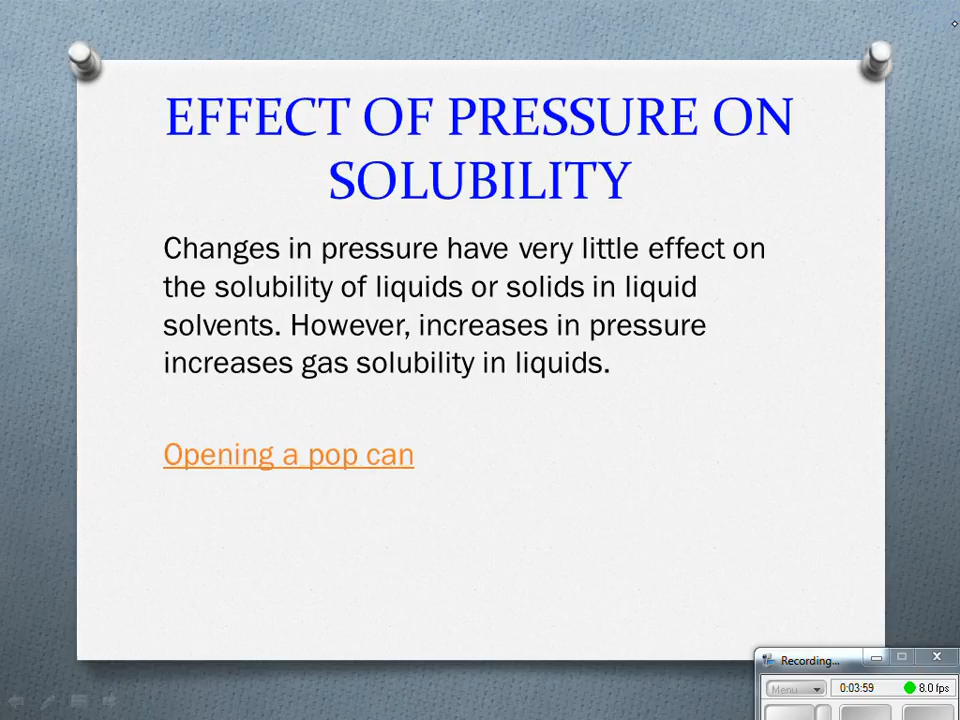 EFFECT OF PRESSURE ON
SOLUBILITY
Changes in pressure have very little effect on
the solubility of liquids or solids in liquid
solvents. However, increases in pressure
increases gas solubility in liquids.
Opening a pop can
Recording...
Menu 0:03:59 8.0 fps